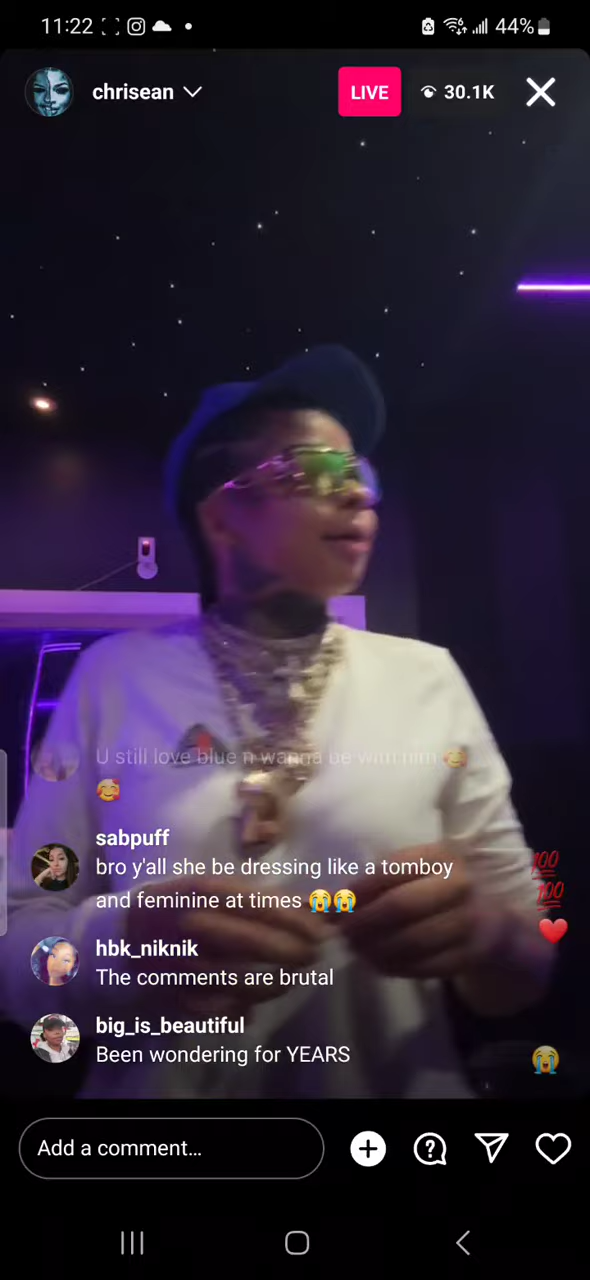 11:22
44%
chrisean
LIVE
30.1K
U still love blue n wanna be with him 🥰
🥰
sabpuff
bro y'all she be dressing like a tomboy
and feminine at times 😭😭
hbk_niknik
The comments are brutal
big_is_beautiful
Been wondering for YEARS
Add a comment...